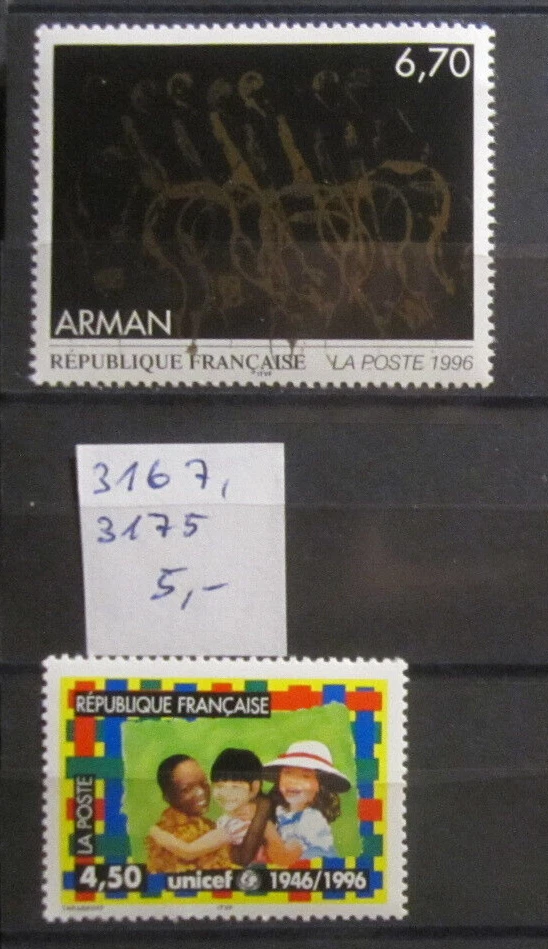 6,70
ARMAN
RÉPUBLIQUE FRANÇAISE LA POSTE 1996
3167,
3175
5,-
RÉPUBLIQUE FRANÇAISE
LA POSTE
4,50 unicef 1946/1996